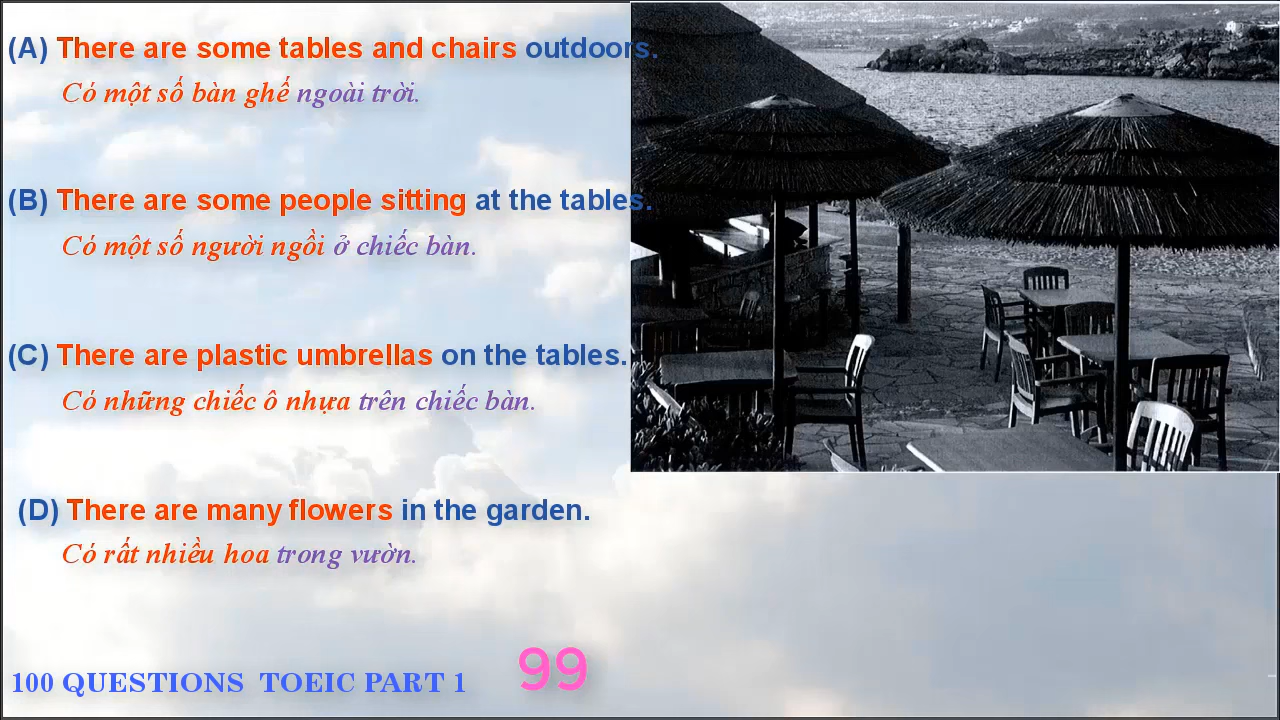 (A) There are some tables and chairs outdoors.
Có một số bàn ghế ngoài trời.
(B) There are some people sitting at the tables.
Có một số người ngồi ở chiếc bàn.
(C) There are plastic umbrellas on the tables.
Có những chiếc ô nhựa trên chiếc bàn.
(D) There are many flowers in the garden.
Có rất nhiều hoa trong vườn.
100 QUESTIONS TOEIC PART 1 99